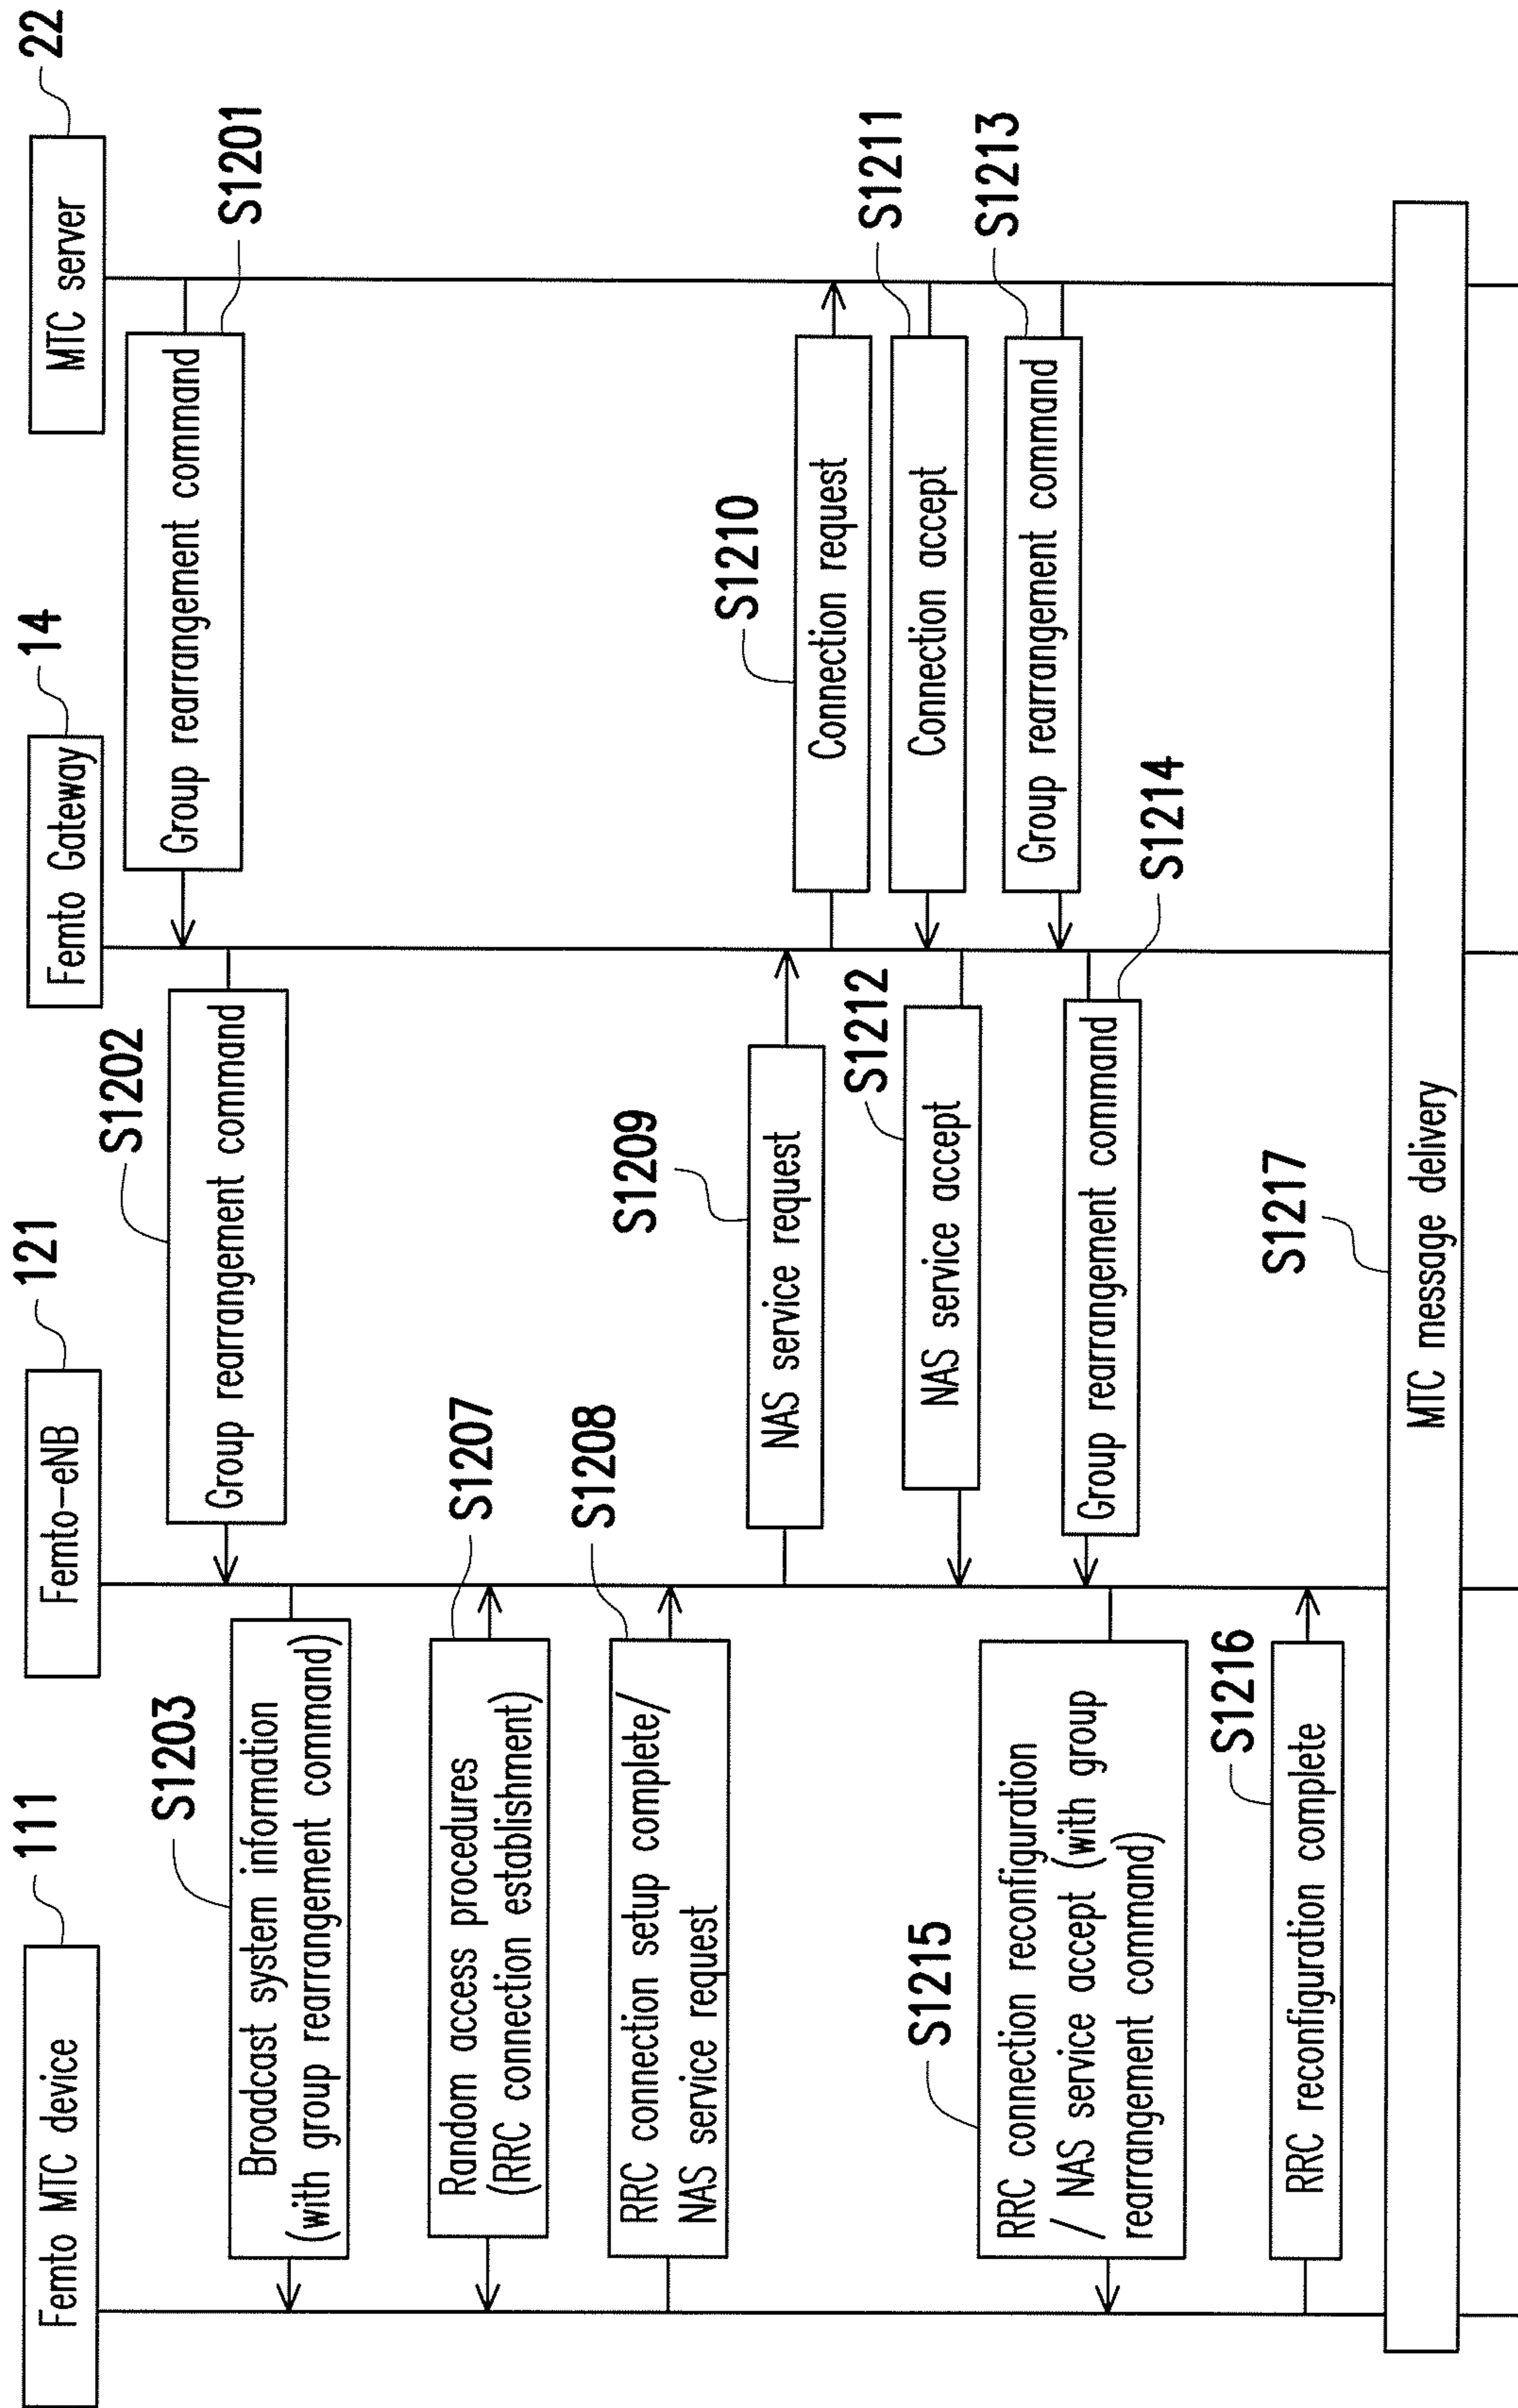 Femto MTC device
111
Femto-eNB
121
Femto Gateway
14
MTC server
22
Group rearrangement command
S1201
Group rearrangement command
S1202
Broadcast system information
(with group rearrangement command)
S1203
Random access procedures
(RRC connection establishment)
S1207
RRC connection setup complete/
NAS service request
S1208
NAS service request
S1209
Connection request
S1210
Connection accept
S1211
NAS service accept
S1212
Group rearrangement command
S1213
Group rearrangement command
S1214
RRC connection reconfiguration
/ NAS service accept (with group
rearrangement command)
S1215
RRC reconfiguration complete
S1216
MTC message delivery
S1217